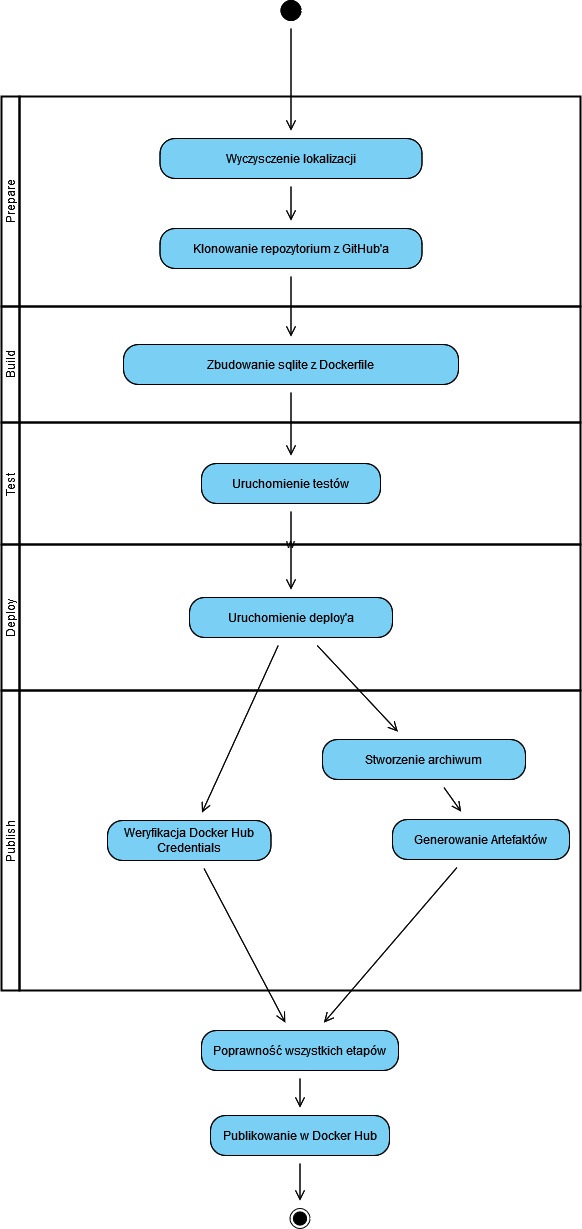 Prepare
Wyczysczenie lokalizacji
Klonowanie repozytorium z GitHub'a
Build
Zbudowanie sqlite z Dockerfile
Test
Uruchomienie testów
w
Deploy
Uruchomienie deploy'a
Publish
Stworzenie archiwum
Weryfikacja Docker Hub
Credentials
Generowanie Artefaktów
Poprawność wszystkich etapów
Publikowanie w Docker Hub